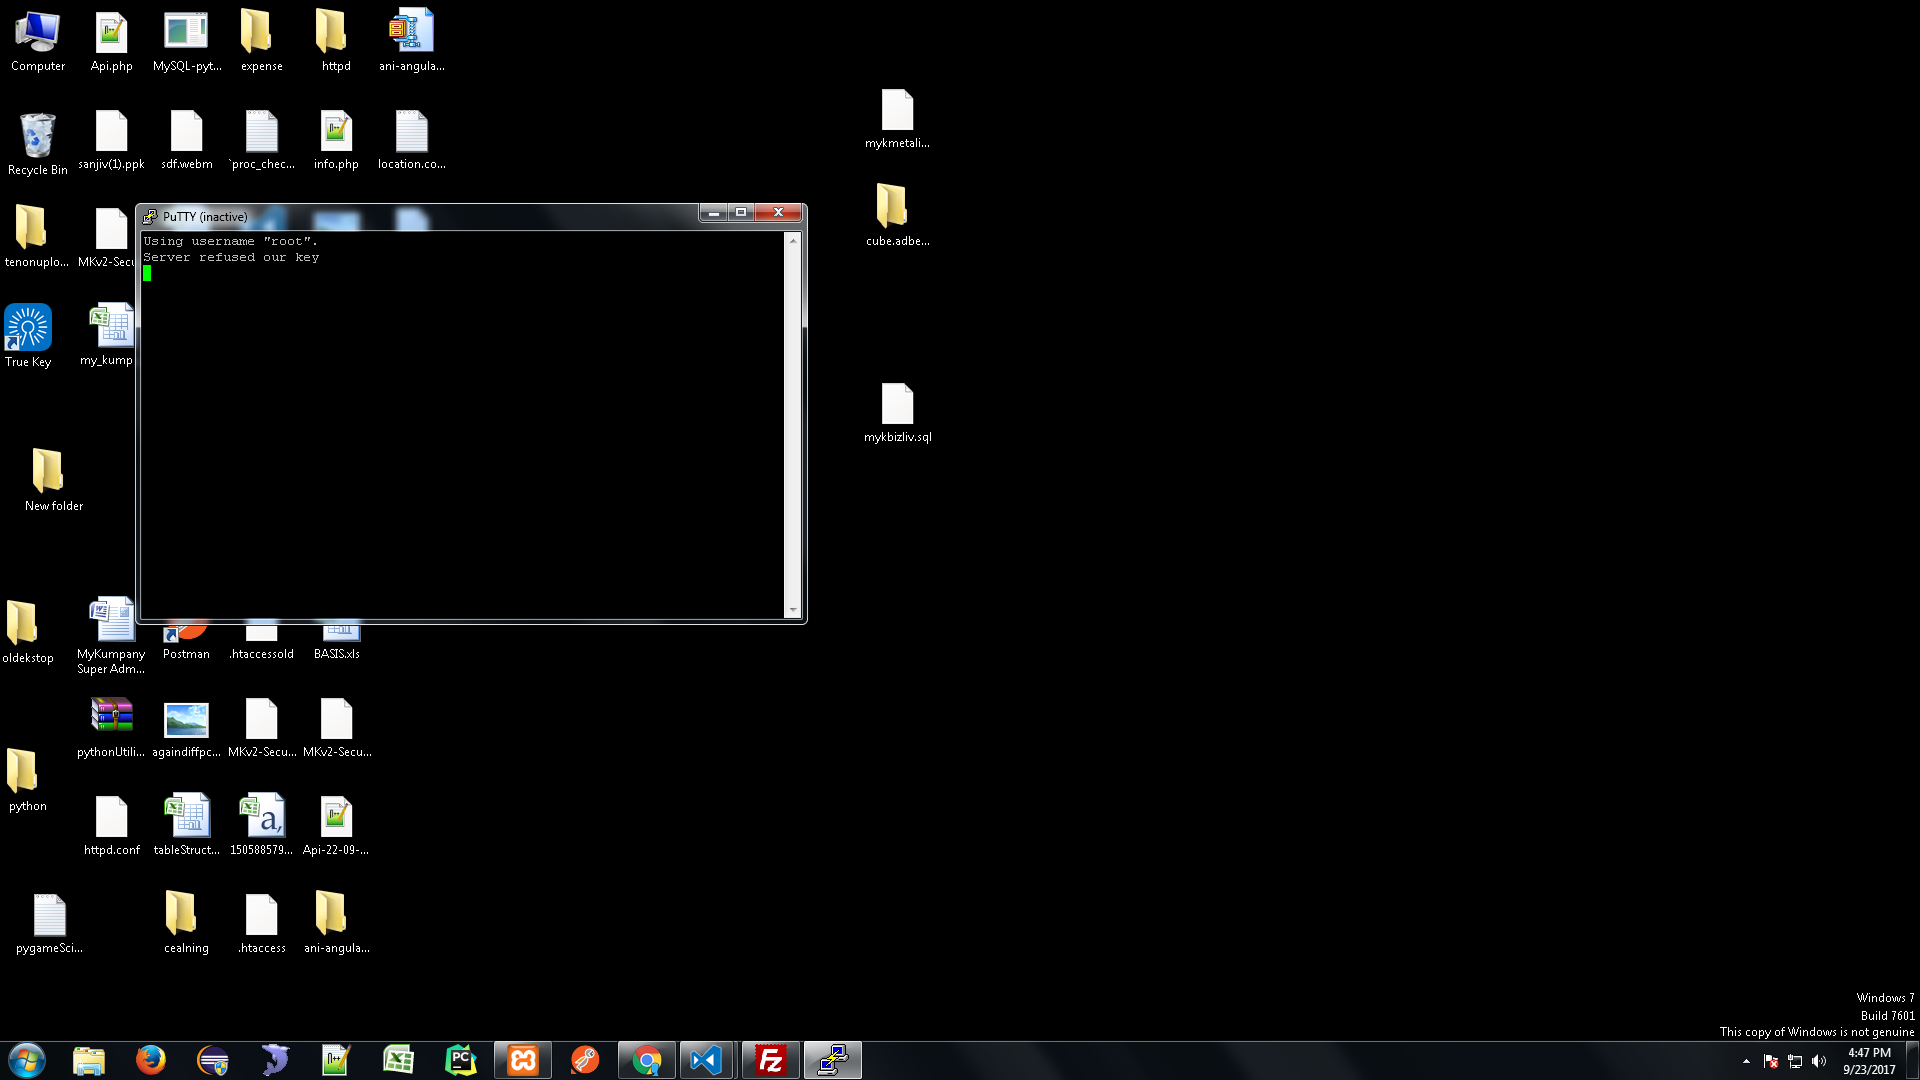 Computer
Api.php
MySQL-pyt...
expense
httpd
ani-angula...
mykmetali...
Recycle Bin
sanjiv(1).ppk
sdf.webm
`proc_chec...
info.php
location.co...
cube.adbe...
tenonuplo...
MKv2-Secu
PuTTY (inactive)
Using username "root".
Server refused our key
True Key
my_kump
mykbizliv.sql
New folder
oldekstop
MyKumpany
Super Adm...
Postman
.htaccessold
BASIS.xls
pythonUtili...
againdiffpc...
MKv2-Secu...
MKv2-Secu...
python
httpd.conf
tableStruct...
a,
150588579...
Api-22-09-...
pygameSci...
cealning
.htaccess
ani-angula...
Windows 7
Build 7601
This copy of Windows is not genuine
PC
FZ
4:47 PM
9/23/2017